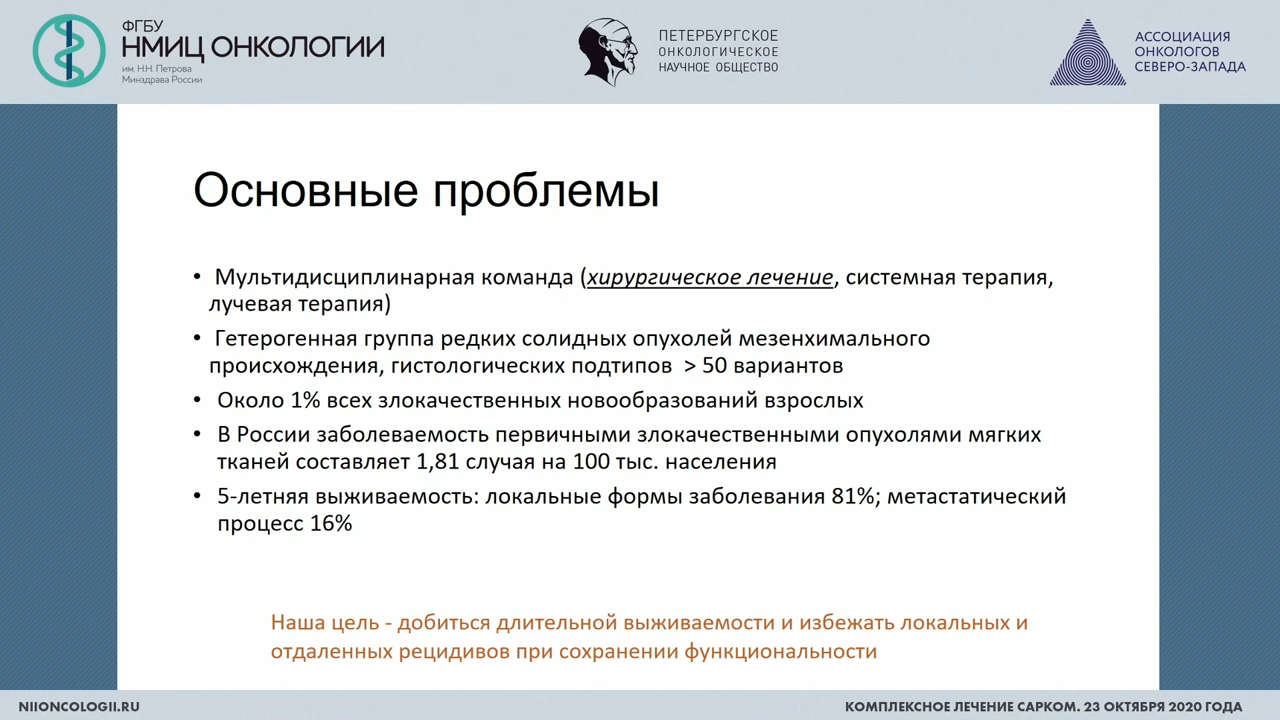 ФГБУ
НМИЦ ОНКОЛОГИИ
им. Н.Н. Петрова
Минздрава России
ПЕТЕРБУРГСКОЕ
ОНКОЛОГИЧЕСКОЕ
НАУЧНОЕ ОБЩЕСТВО
АССОЦИАЦИЯ
ОНКОЛОГОВ
СЕВЕРО-ЗАПАДА
Основные проблемы
• Мультидисциплинарная команда (хирургическое лечение, системная терапия,
лучевая терапия)
• Гетерогенная группа редких солидных опухолей мезенхимального
происхождения, гистологических подтипов > 50 вариантов
• Около 1% всех злокачественных новообразований взрослых
• В России заболеваемость первичными злокачественными опухолями мягких
тканей составляет 1,81 случая на 100 тыс. населения
• 5-летняя выживаемость: локальные формы заболевания 81%; метастатический
процесс 16%
Наша цель - добиться длительной выживаемости и избежать локальных и
отдаленных рецидивов при сохранении функциональности
NIIONCOLOGII.RU
КОМПЛЕКСНОЕ ЛЕЧЕНИЕ САРКОМ. 23 ОКТЯБРЯ 2020 ГОДА